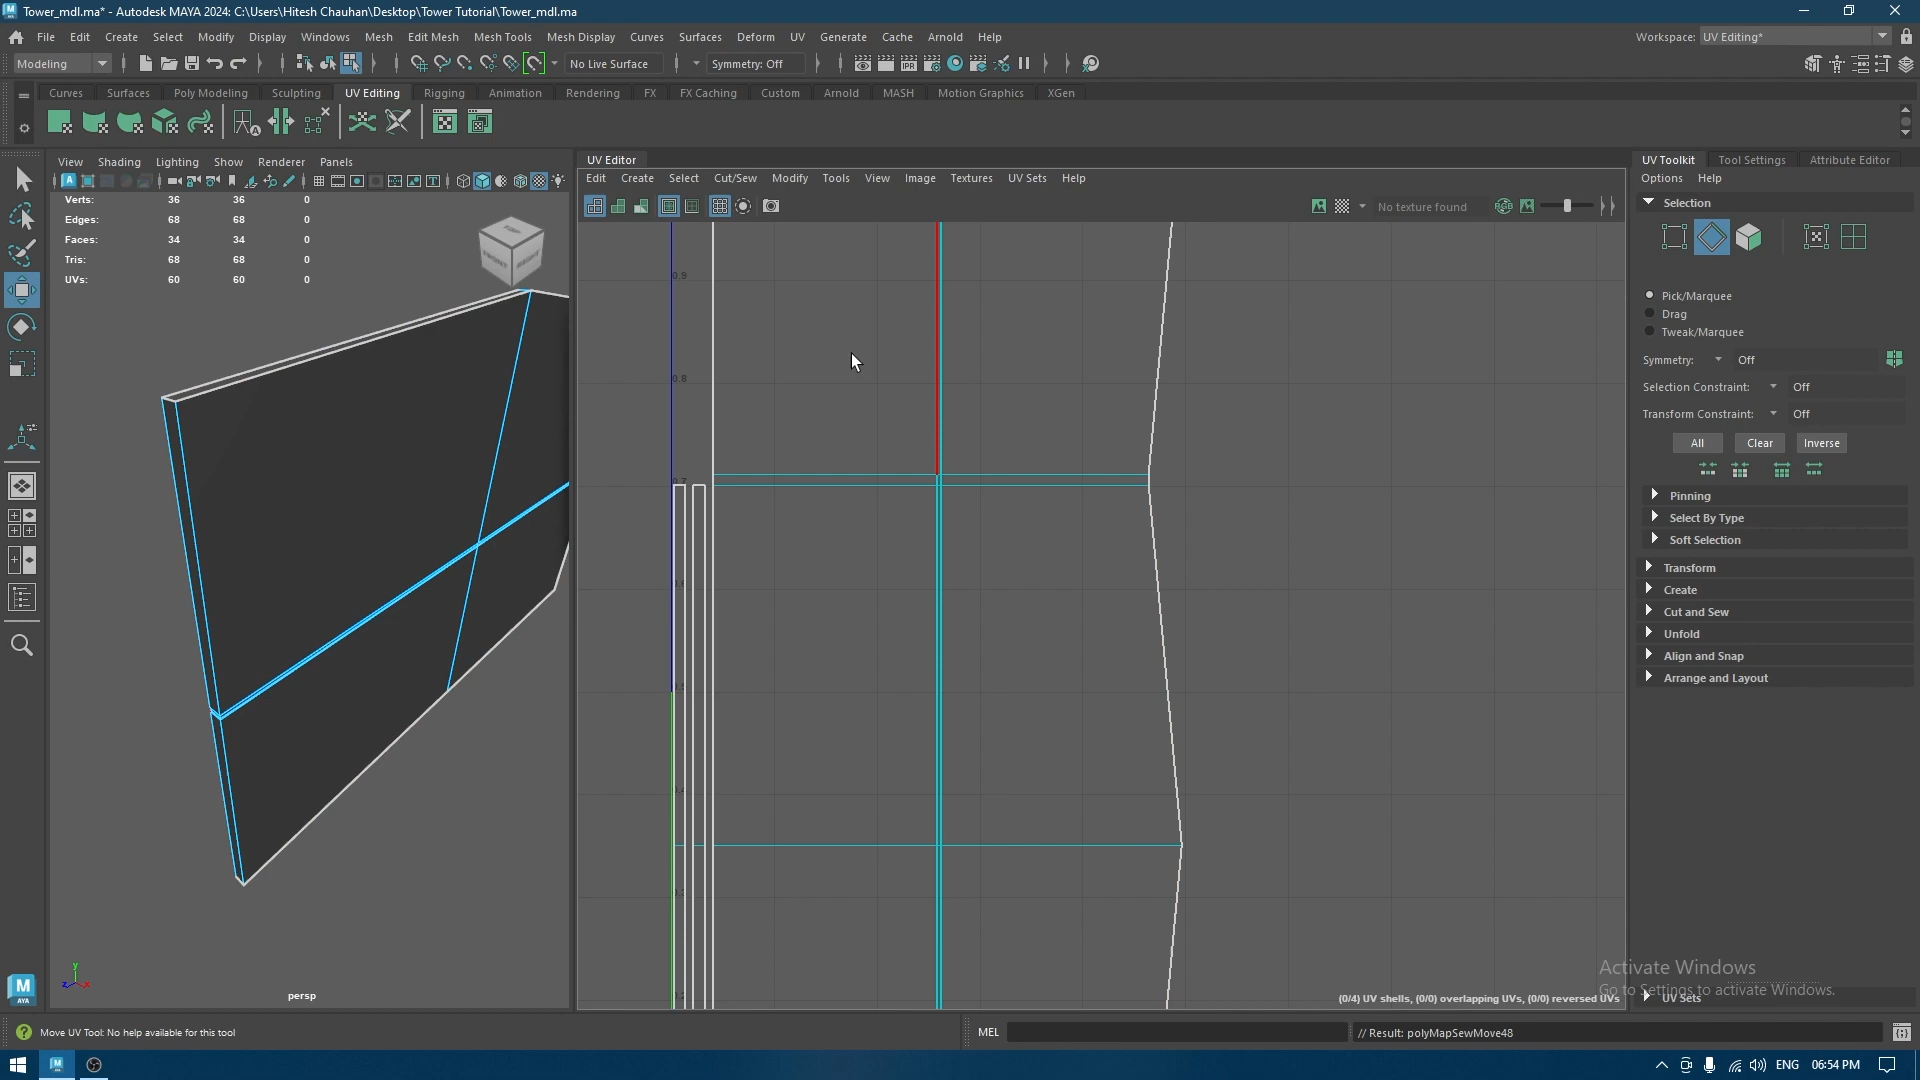 Tower_mdl.ma* - Autodesk MAYA 2024: C:\Users\Hitesh Chauhan\Desktop\Tower Tutorial\Tower_mdl.ma
File Edit Create Select Modify Display Windows Mesh Edit Mesh Mesh Tools Mesh Display Curves Surfaces Deform UV Generate Cache Arnold Help
Workspace: UV Editing*
Modeling
No Live Surface
Symmetry: Off
Curves Surfaces Poly Modeling Sculpting UV Editing Rigging Animation Rendering FX FX Caching Custom Arnold MASH Motion Graphics XGen
View Shading Lighting Show Renderer Panels
Verts: 36 36 0
Edges: 68 68 0
Faces: 34 34 0
Tris: 68 68 0
UVs: 60 60 0
FRONT RIGHT
persp
y
z x
UV Editor
Edit Create Select Cut/Sew Modify Tools View Image Textures UV Sets Help
No texture found
0.9
0.8
0.7
(0/4) UV shells, (0/0) overlapping UVs, (0/0) reversed UVs
UV Toolkit Tool Settings Attribute Editor
Options Help
Selection
Pick/Marquee
Drag
Tweak/Marquee
Symmetry: Off
Selection Constraint: Off
Transform Constraint: Off
All Clear Inverse
Pinning
Select By Type
Soft Selection
Transform
Create
Cut and Sew
Unfold
Align and Snap
Arrange and Layout
UV Sets
Activate Windows
Go to Settings to activate Windows.
Move UV Tool: No help available for this tool
MEL
// Result: polyMapSewMove48
M
AYA
ENG 06:54 PM